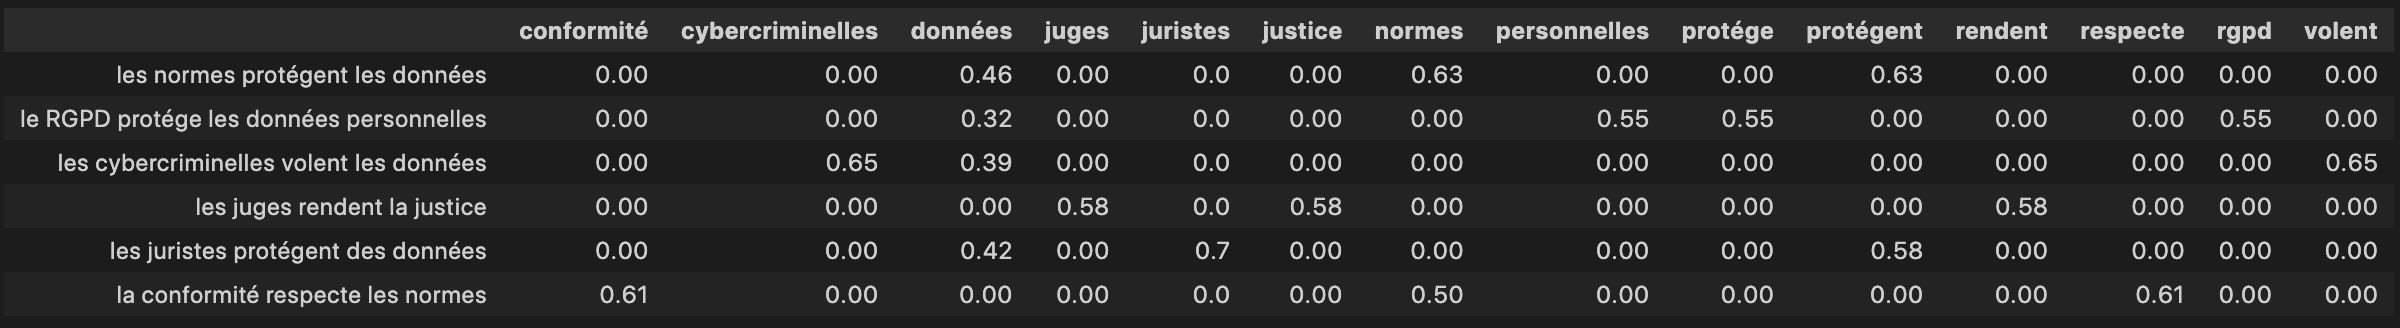 conformité cybercriminelles données juges juristes justice normes personnelles protége protégent rendent respecte rgpd volent
les normes protégent les données 0.00 0.00 0.46 0.00 0.0 0.00 0.63 0.00 0.00 0.63 0.00 0.00 0.00 0.00
le RGPD protége les données personnelles 0.00 0.00 0.32 0.00 0.0 0.00 0.00 0.55 0.55 0.00 0.00 0.00 0.55 0.00
les cybercriminelles volent les données 0.00 0.65 0.39 0.00 0.0 0.00 0.00 0.00 0.00 0.00 0.00 0.00 0.00 0.65
les juges rendent la justice 0.00 0.00 0.00 0.58 0.0 0.58 0.00 0.00 0.00 0.00 0.58 0.00 0.00 0.00
les juristes protégent des données 0.00 0.00 0.42 0.00 0.7 0.00 0.00 0.00 0.00 0.58 0.00 0.00 0.00 0.00
la conformité respecte les normes 0.61 0.00 0.00 0.00 0.0 0.00 0.50 0.00 0.00 0.00 0.00 0.61 0.00 0.00